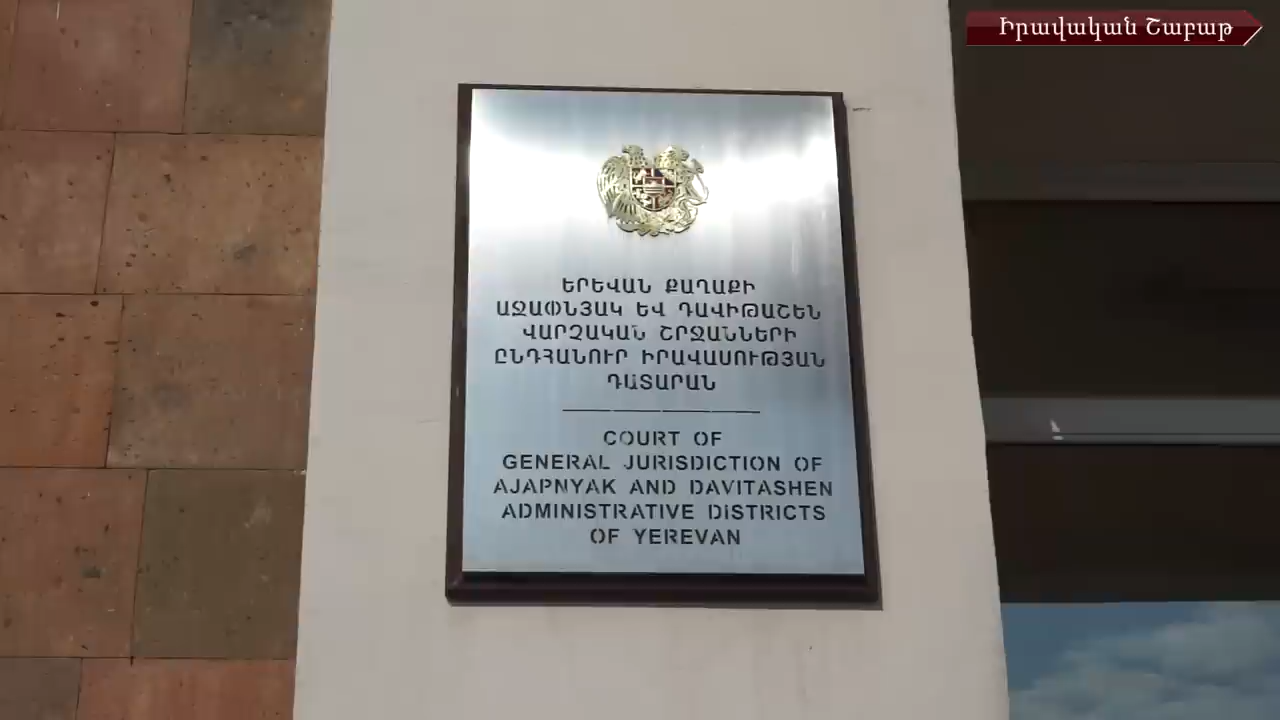 Իրավական Շաբաթ
ԵՐԵՎԱՆ ՔԱՂԱՔԻ
ԱՋԱՓՆՅԱԿ ԵՎ ԴԱՎԻԹԱՇԵՆ
ՎԱՐՉԱԿԱՆ ՇՐՋԱՆՆԵՐԻ
ԸՆԴՀԱՆՈՒՐ ԻՐԱՎԱՍՈՒԹՅԱՆ
ԴԱՏԱՐԱՆ
COURT OF
GENERAL JURISDICTION OF
AJAPNYAK AND DAVITASHEN
ADMINISTRATIVE DISTRICTS
OF YEREVAN